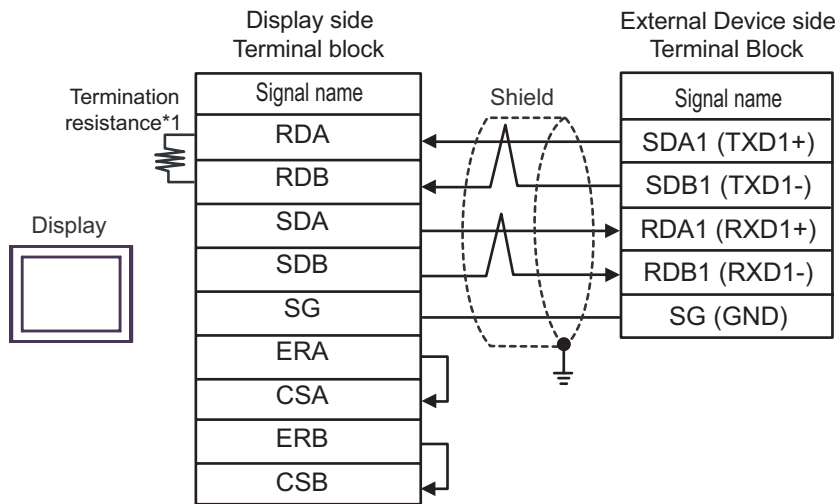 Display side
Terminal block
External Device side
Terminal Block
Termination
resistance*1
Signal name
Shield
Signal name
RDA
SDA1 (TXD1+)
RDB
SDB1 (TXD1-)
Display
SDA
RDA1 (RXD1+)
SDB
RDB1 (RXD1-)
SG
SG (GND)
ERA
CSA
ERB
CSB